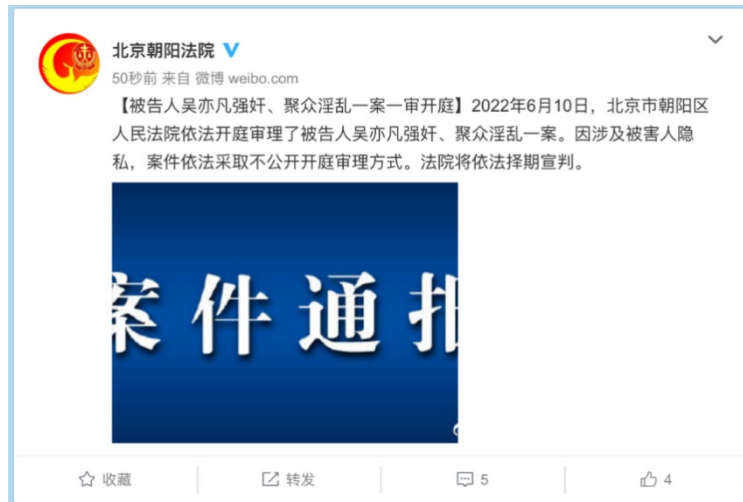 北京朝阳法院
50秒前 来自 微博 weibo.com
【被告人吴亦凡强奸、聚众淫乱一案一审开庭】2022年6月10日，北京市朝阳区
人民法院依法开庭审理了被告人吴亦凡强奸、聚众淫乱一案。因涉及被害人隐
私，案件依法采取不公开开庭审理方式。法院将依法择期宣判。
案件通报
收藏
转发
5
4